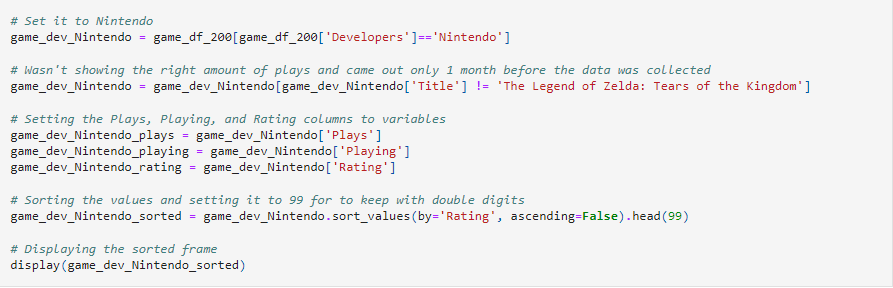 # Set it to Nintendo
game_dev_Nintendo = game_df_200[game_df_200['Developers']=='Nintendo']
# Wasn't showing the right amount of plays and came out only 1 month before the data was collected
game_dev_Nintendo = game_dev_Nintendo[game_dev_Nintendo['Title'] != 'The Legend of Zelda: Tears of the Kingdom']
# Setting the Plays, Playing, and Rating columns to variables
game_dev_Nintendo_plays = game_dev_Nintendo['Plays']
game_dev_Nintendo_playing = game_dev_Nintendo['Playing']
game_dev_Nintendo_rating = game_dev_Nintendo['Rating']
# Sorting the values and setting it to 99 for to keep with double digits
game_dev_Nintendo_sorted = game_dev_Nintendo.sort_values(by='Rating', ascending=False).head(99)
# Displaying the sorted frame
display(game_dev_Nintendo_sorted)